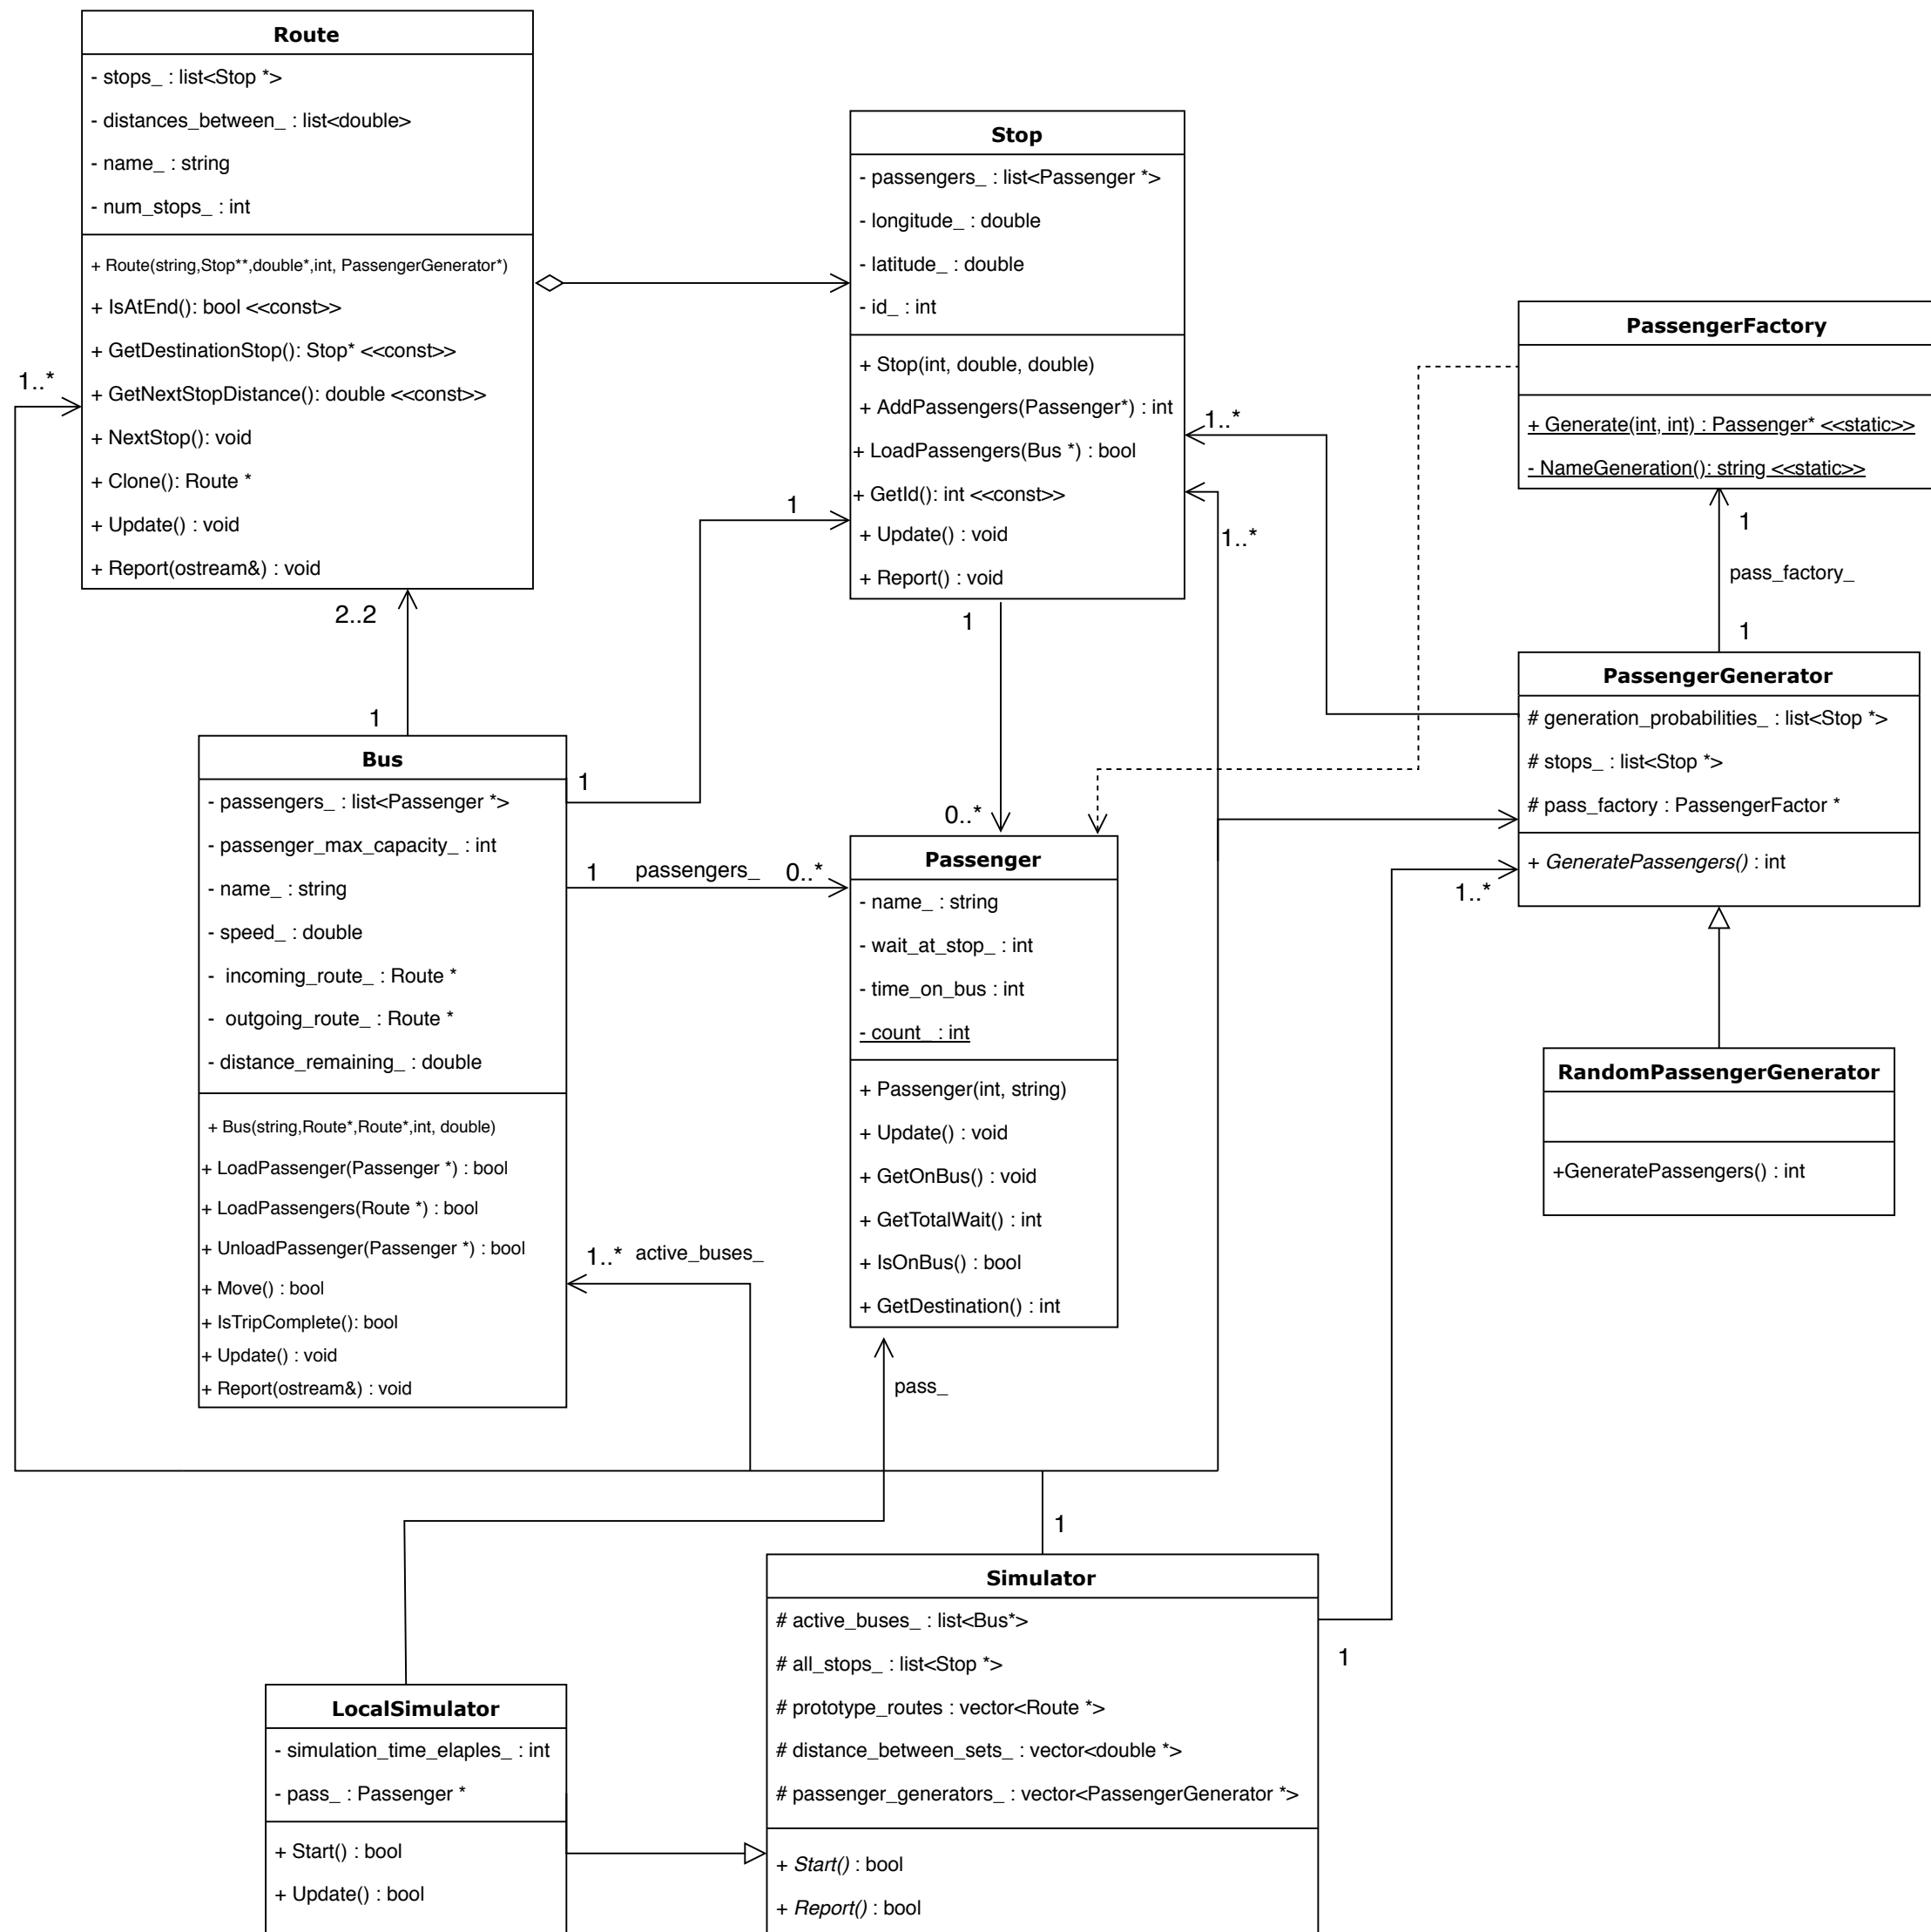 Route
- stops_ : list<Stop *>
- distances_between_ : list<double>
- name_ : string
- num_stops_ : int
+ Route(string,Stop**,double*,int, PassengerGenerator*)
+ IsAtEnd(): bool <<const>>
+ GetDestinationStop(): Stop* <<const>>
+ GetNextStopDistance(): double <<const>>
+ NextStop(): void
+ Clone(): Route *
+ Update() : void
+ Report(ostream&) : void
1..*
2..2
1
Stop
- passengers_ : list<Passenger *>
- longitude_ : double
- latitude_ : double
- id_ : int
+ Stop(int, double, double)
+ AddPassengers(Passenger*) : int
+ LoadPassengers(Bus *) : bool
+ GetId(): int <<const>>
+ Update() : void
+ Report() : void
1..*
1..*
1
1
1
0..*
PassengerFactory
+ Generate(int, int) : Passenger* <<static>>
- NameGeneration(): string <<static>>
1
pass_factory_
1
PassengerGenerator
# generation_probabilities_ : list<Stop *>
# stops_ : list<Stop *>
# pass_factory : PassengerFactor *
+ GeneratePassengers() : int
1..*
Bus
- passengers_ : list<Passenger *>
- passenger_max_capacity_ : int
- name_ : string
- speed_ : double
- incoming_route_ : Route *
- outgoing_route_ : Route *
- distance_remaining_ : double
+ Bus(string,Route*,Route*,int, double)
+ LoadPassenger(Passenger *) : bool
+ LoadPassengers(Route *) : bool
+ UnloadPassenger(Passenger *) : bool
+ Move() : bool
+ IsTripComplete(): bool
+ Update() : void
+ Report(ostream&) : void
1 passengers_ 0..*
1..* active_buses_
Passenger
- name_ : string
- wait_at_stop_ : int
- time_on_bus : int
- count_ : int
+ Passenger(int, string)
+ Update() : void
+ GetOnBus() : void
+ GetTotalWait() : int
+ IsOnBus() : bool
+ GetDestination() : int
pass_
RandomPassengerGenerator
+GeneratePassengers() : int
1
Simulator
# active_buses_ : list<Bus*>
# all_stops_ : list<Stop *>
# prototype_routes : vector<Route *>
# distance_between_sets_ : vector<double *>
# passenger_generators_ : vector<PassengerGenerator *>
+ Start() : bool
+ Report() : bool
1
LocalSimulator
- simulation_time_elaples_ : int
- pass_ : Passenger *
+ Start() : bool
+ Update() : bool